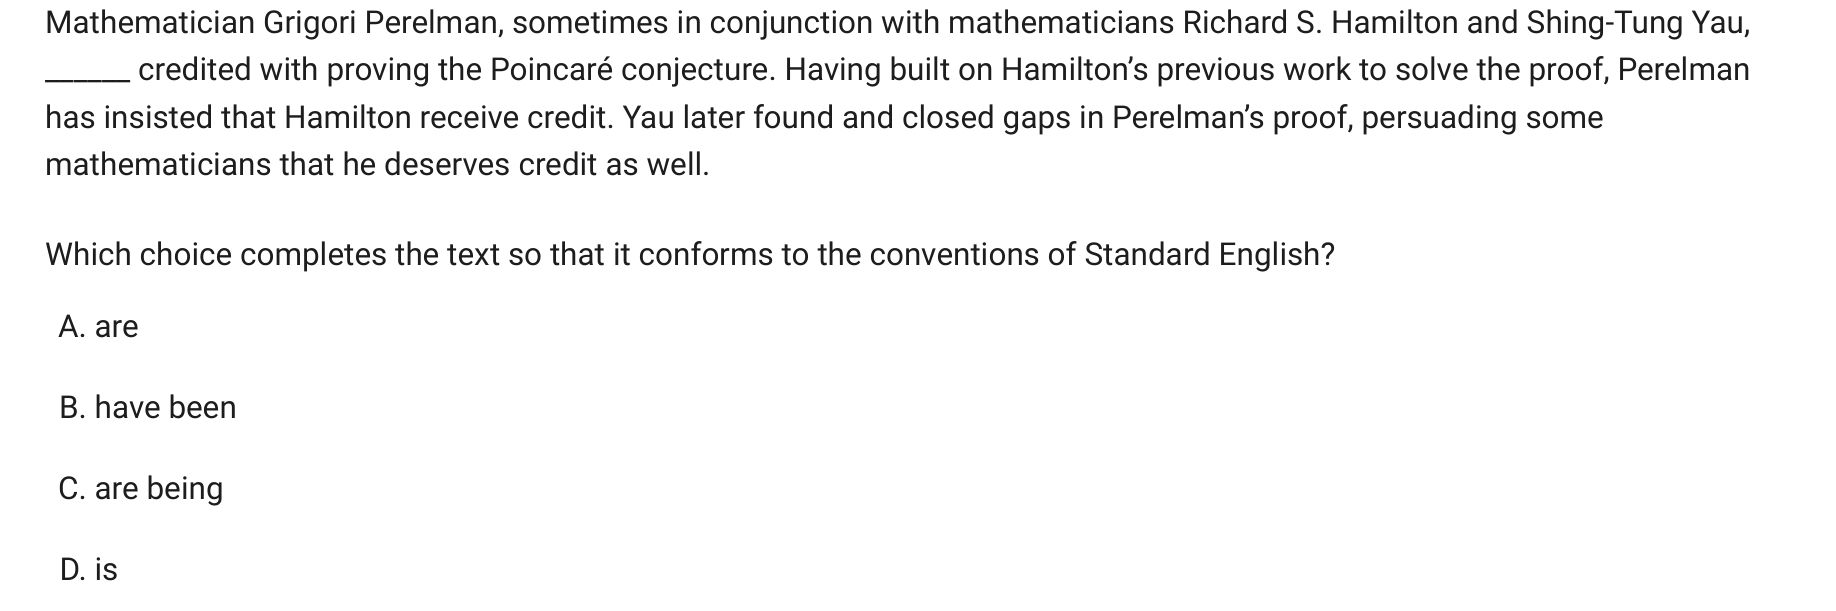 Mathematician Grigori Perelman, sometimes in conjunction with mathematicians Richard S. Hamilton and Shing-Tung Yau,
______ credited with proving the Poincaré conjecture. Having built on Hamilton’s previous work to solve the proof, Perelman
has insisted that Hamilton receive credit. Yau later found and closed gaps in Perelman’s proof, persuading some
mathematicians that he deserves credit as well.
Which choice completes the text so that it conforms to the conventions of Standard English?
A. are
B. have been
C. are being
D. is